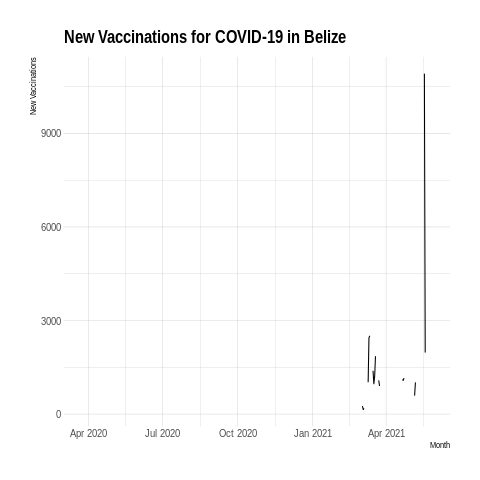 New Vaccinations for COVID-19 in Belize
New Vaccinations
9000
6000
3000
0
Apr 2020
Jul 2020
Oct 2020
Jan 2021
Apr 2021
Month